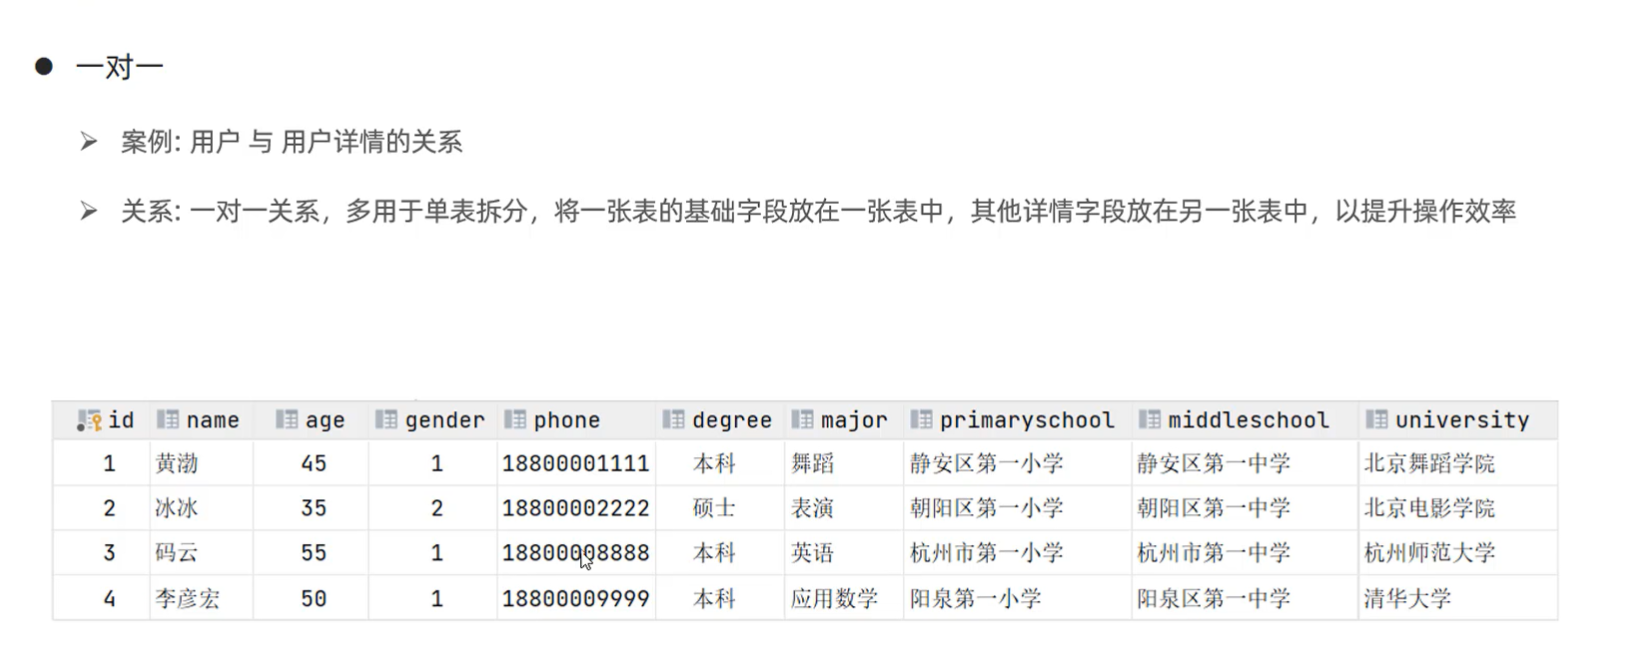 一对一
案例: 用户 与 用户详情的关系
关系: 一对一关系，多用于单表拆分，将一张表的基础字段放在一张表中，其他详情字段放在另一张表中，以提升操作效率
id name age gender phone degree major primaryschool middleschool university
1 黄渤 45 1 18800001111 本科 舞蹈 静安区第一小学 静安区第一中学 北京舞蹈学院
2 冰冰 35 2 18800002222 硕士 表演 朝阳区第一小学 朝阳区第一中学 北京电影学院
3 码云 55 1 18800008888 本科 英语 杭州市第一小学 杭州市第一中学 杭州师范大学
4 李彦宏 50 1 18800009999 本科 应用数学 阳泉第一小学 阳泉区第一中学 清华大学